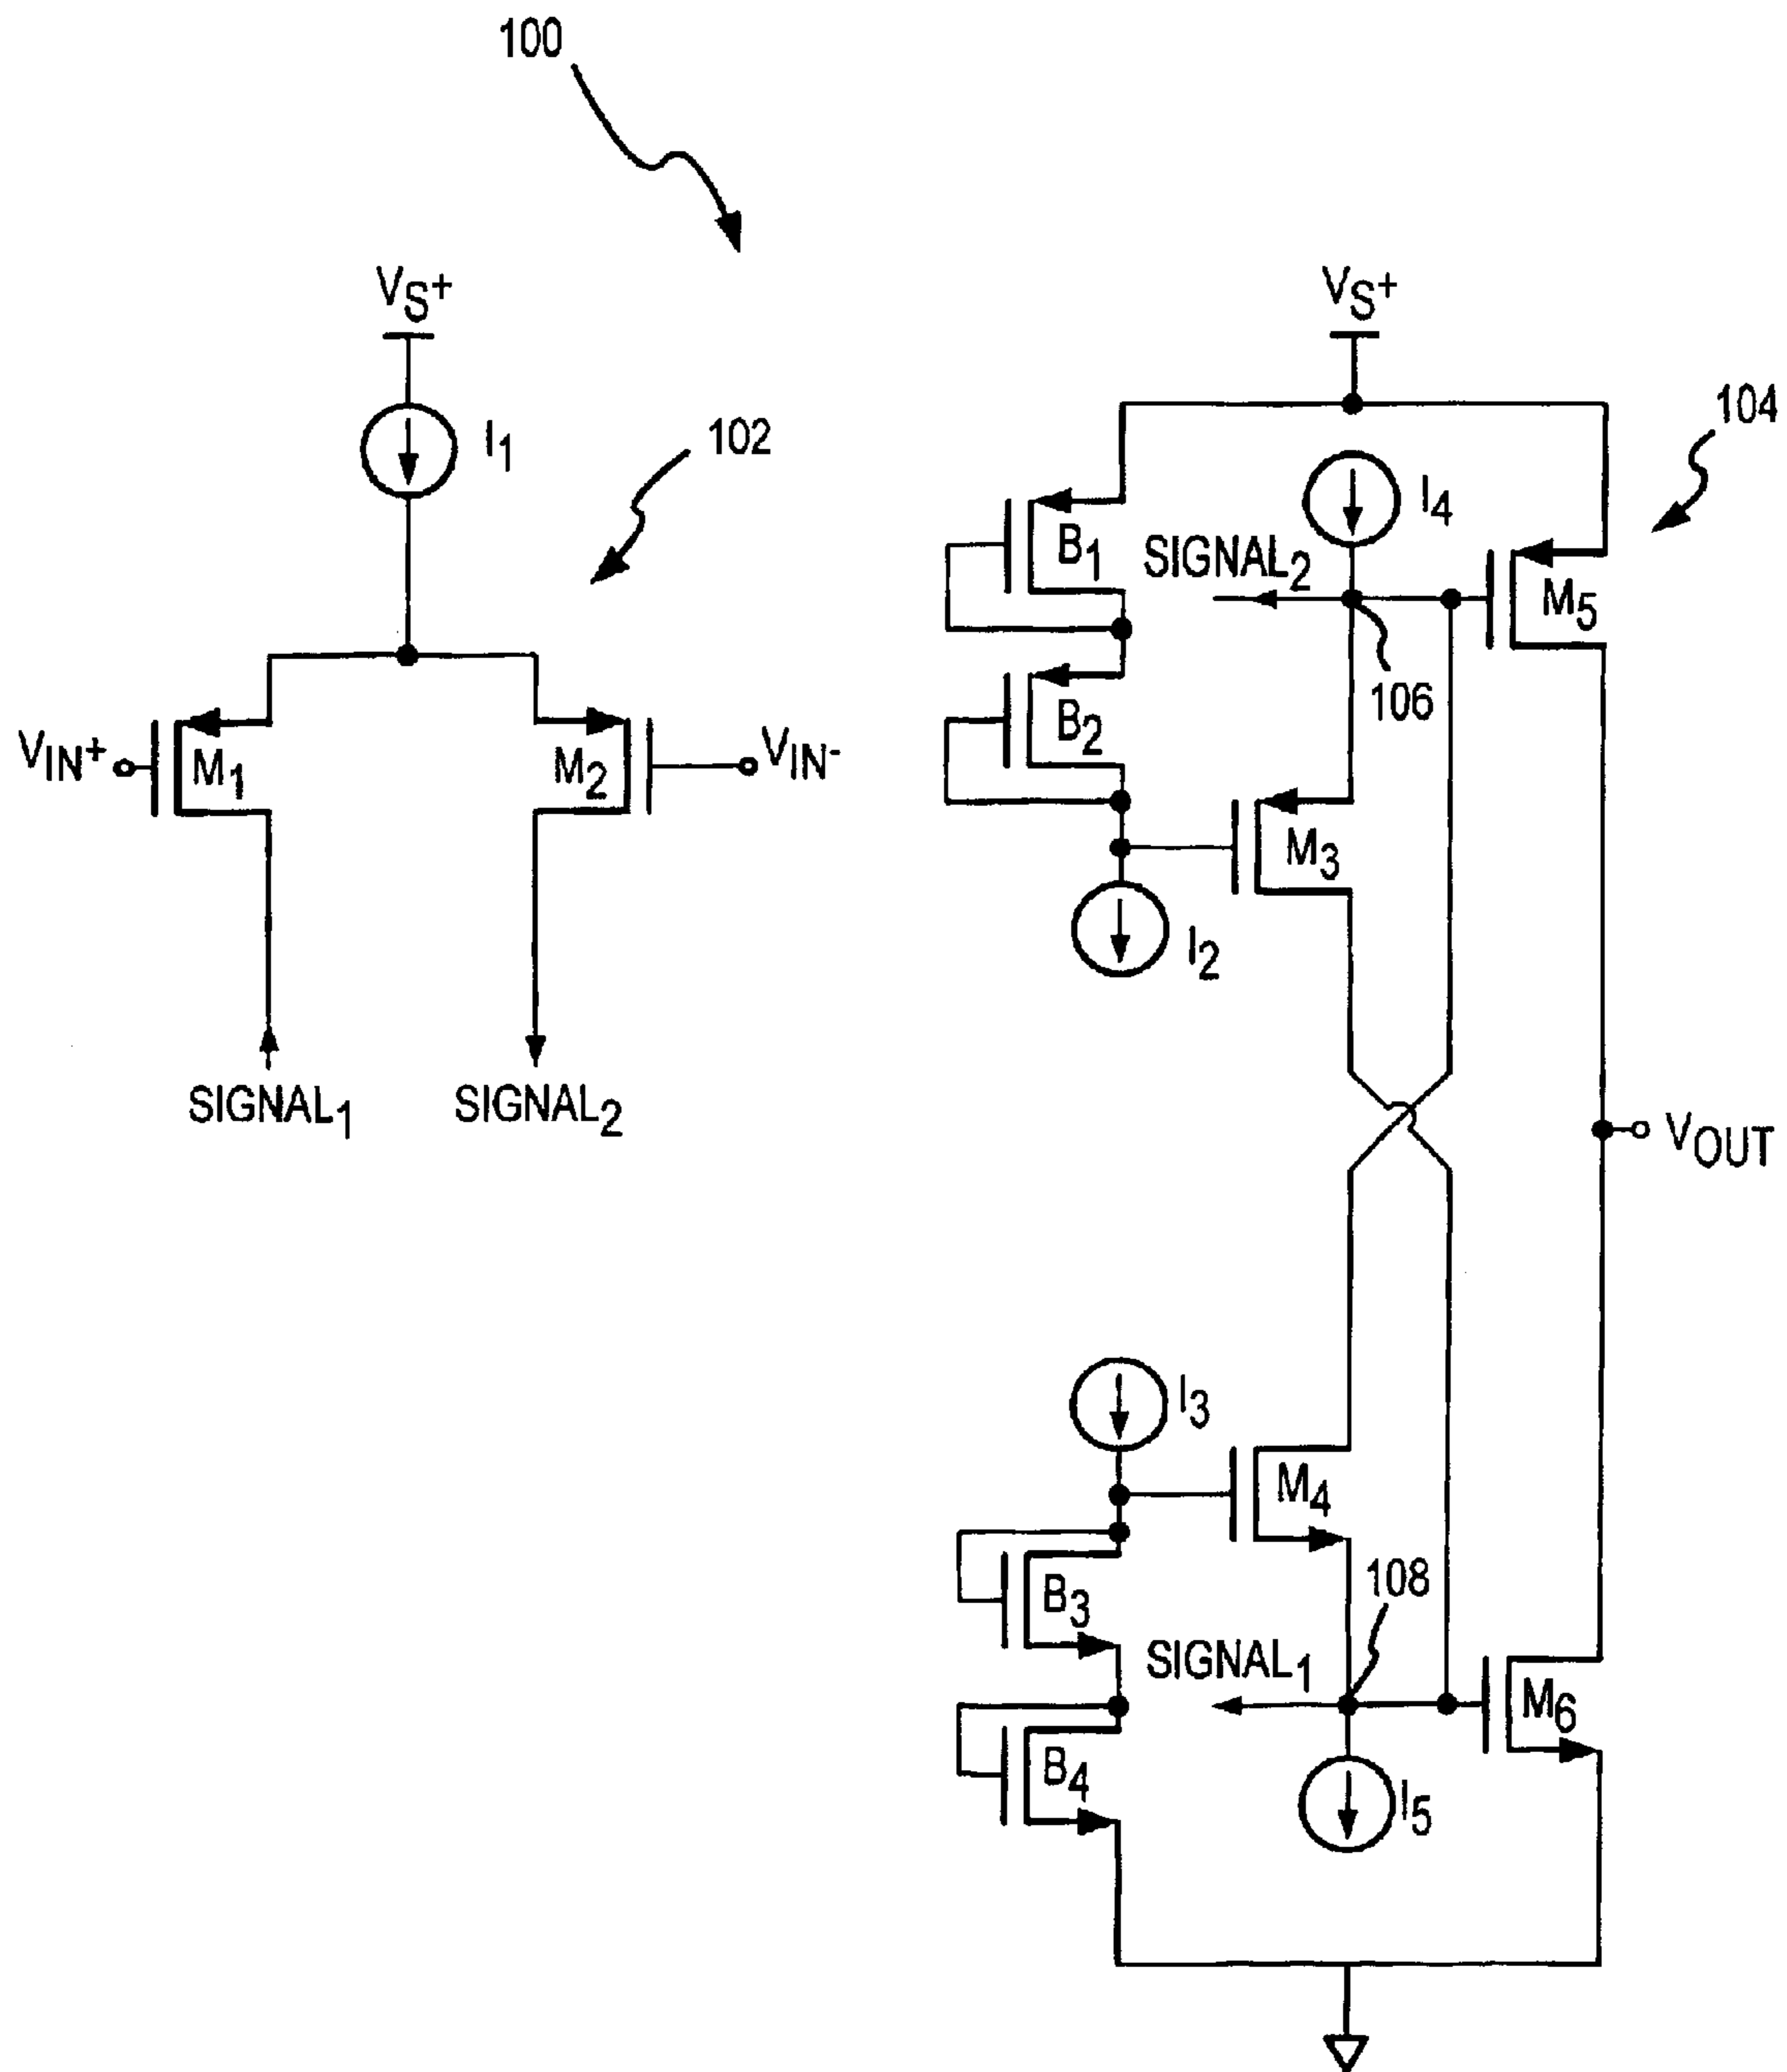 100
VS+
I1
102
VIN+
M1
M2
VIN-
SIGNAL1
SIGNAL2
VS+
104
I4
B1
SIGNAL2
M5
106
B2
M3
I2
VOUT
I3
M4
108
B3
SIGNAL1
M6
B4
I5